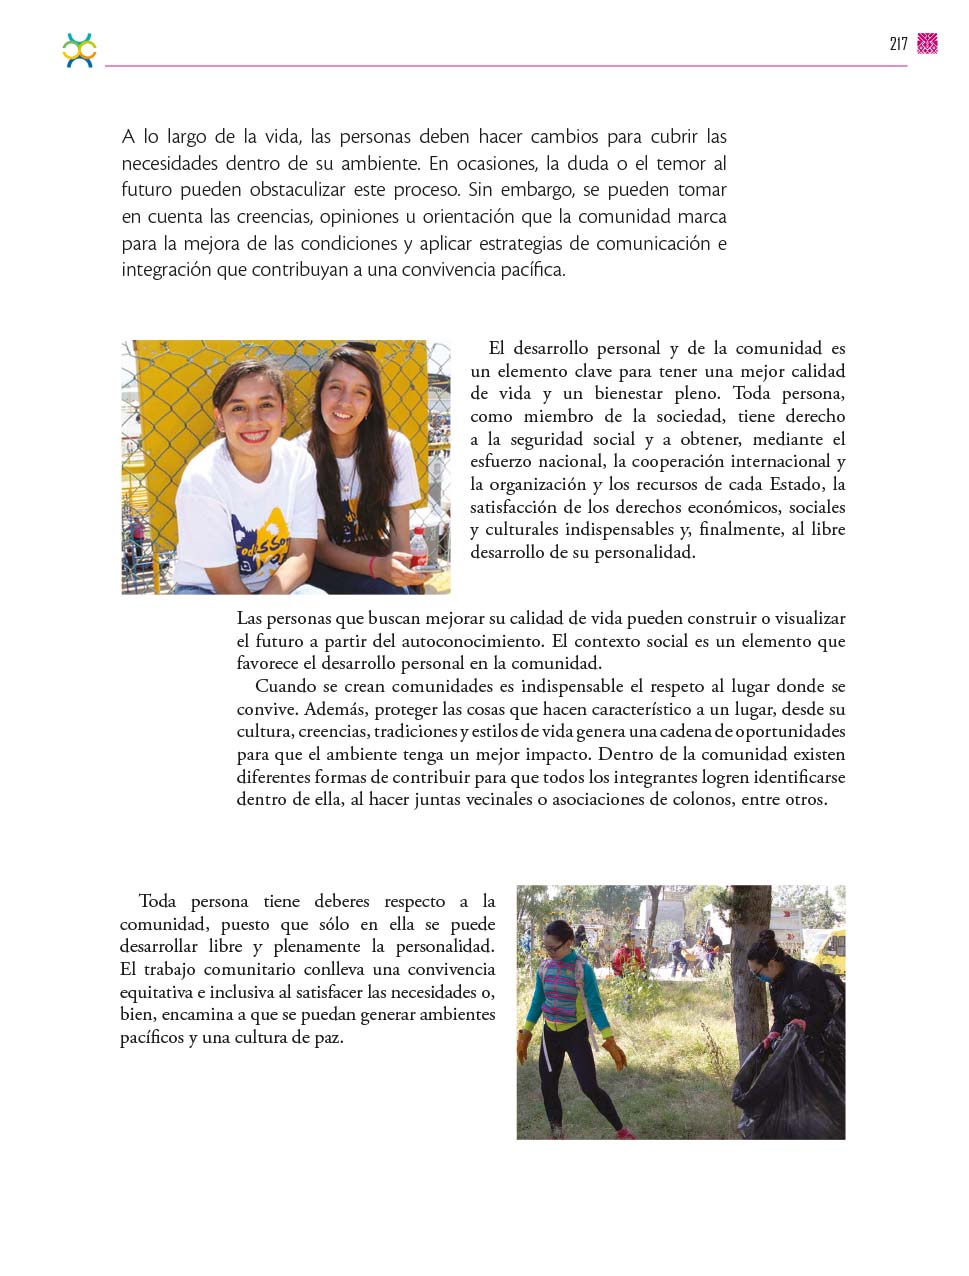 217
A lo largo de la vida, las personas deben hacer cambios para cubrir las
necesidades dentro de su ambiente. En ocasiones, la duda o el temor al
futuro pueden obstaculizar este proceso. Sin embargo, se pueden tomar
en cuenta las creencias, opiniones u orientación que la comunidad marca
para la mejora de las condiciones y aplicar estrategias de comunicación e
integración que contribuyan a una convivencia pacífica.
El desarrollo personal y de la comunidad es
un elemento clave para tener una mejor calidad
de vida y un bienestar pleno. Toda persona,
como miembro de la sociedad, tiene derecho
a la seguridad social y a obtener, mediante el
esfuerzo nacional, la cooperación internacional y
la organización y los recursos de cada Estado, la
satisfacción de los derechos económicos, sociales
y culturales indispensables y, finalmente, al libre
desarrollo de su personalidad.
Las personas que buscan mejorar su calidad de vida pueden construir o visualizar
el futuro a partir del autoconocimiento. El contexto social es un elemento que
favorece el desarrollo personal en la comunidad.
Cuando se crean comunidades es indispensable el respeto al lugar donde se
convive. Además, proteger las cosas que hacen característico a un lugar, desde su
cultura, creencias, tradiciones y estilos de vida genera una cadena de oportunidades
para que el ambiente tenga un mejor impacto. Dentro de la comunidad existen
diferentes formas de contribuir para que todos los integrantes logren identificarse
dentro de ella, al hacer juntas vecinales o asociaciones de colonos, entre otros.
Toda persona tiene deberes respecto a la
comunidad, puesto que sólo en ella se puede
desarrollar libre y plenamente la personalidad.
El trabajo comunitario conlleva una convivencia
equitativa e inclusiva al satisfacer las necesidades o,
bien, encamina a que se puedan generar ambientes
pacíficos y una cultura de paz.